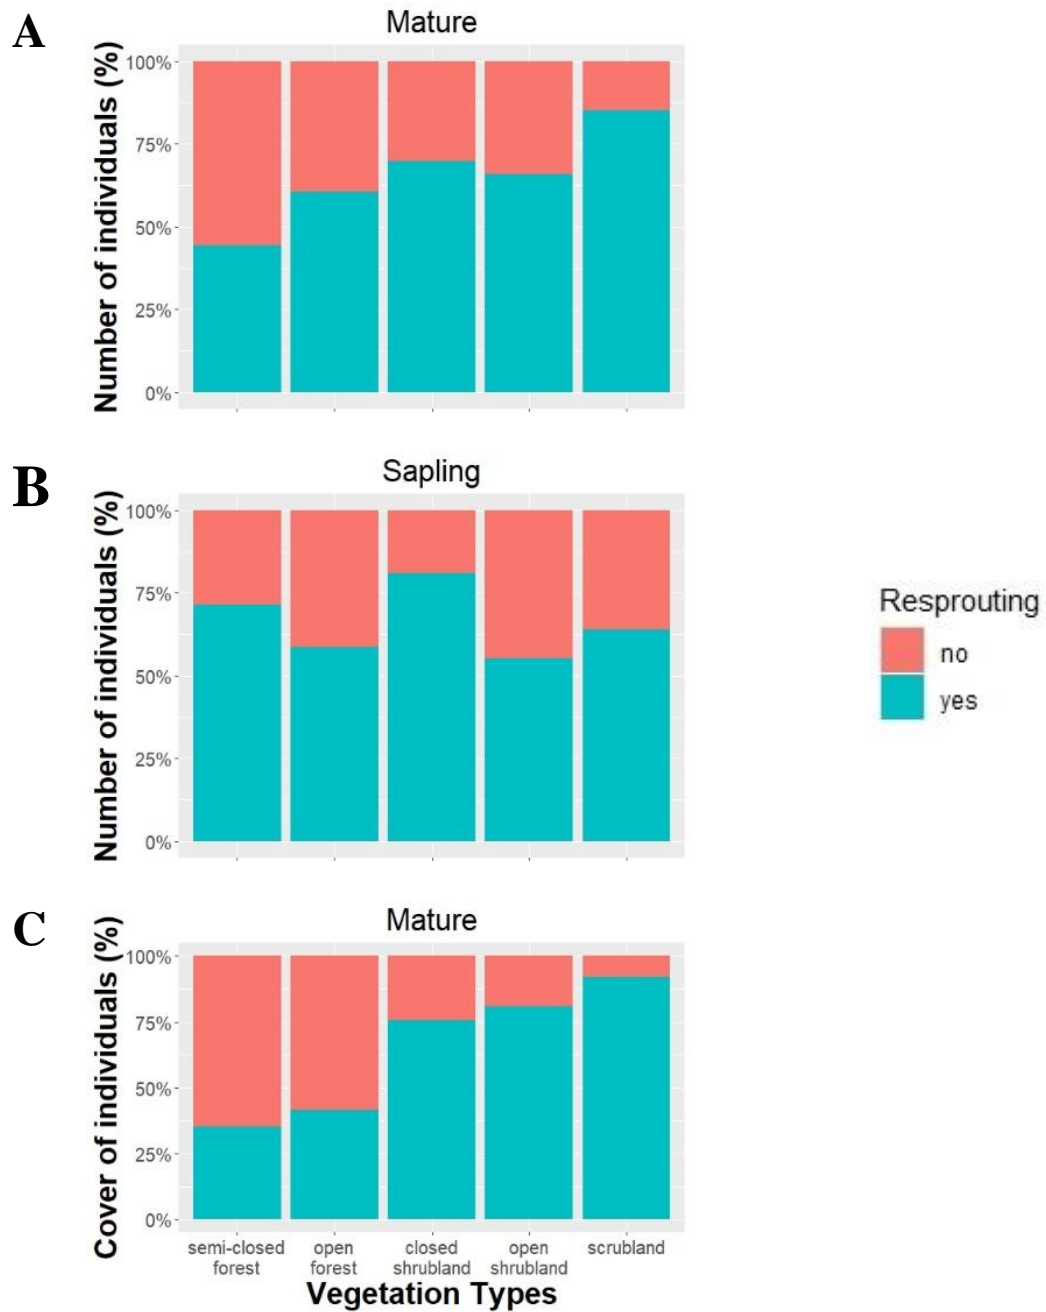 A
Mature
Number of individuals (%)
100%
75%
50%
25%
0%
B
Sapling
Number of individuals (%)
100%
75%
50%
25%
0%
Resprouting
no
yes
C
Mature
Cover of individuals (%)
100%
75%
50%
25%
0%
semi-closed
forest
open
forest
closed
shrubland
open
shrubland
scrubland
Vegetation Types